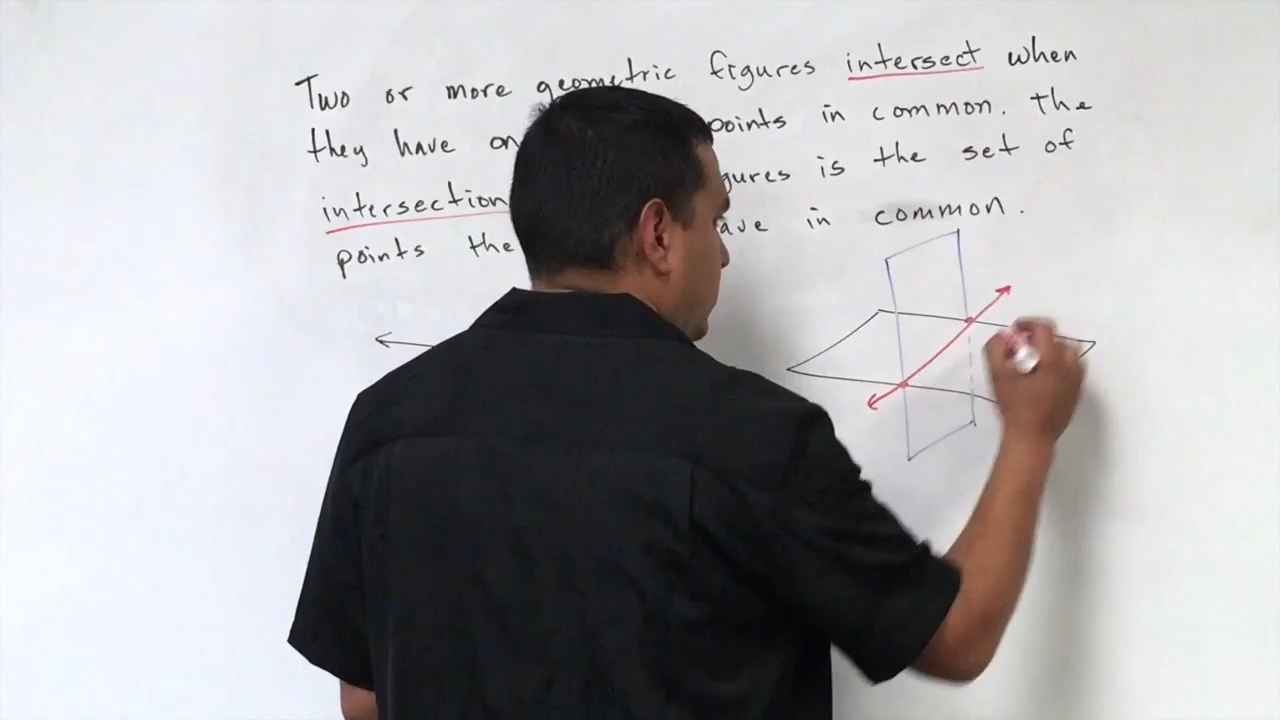 Two or more geometric figures intersect when
they have on points in common. The
intersection gures is the set of
points the ave in common.